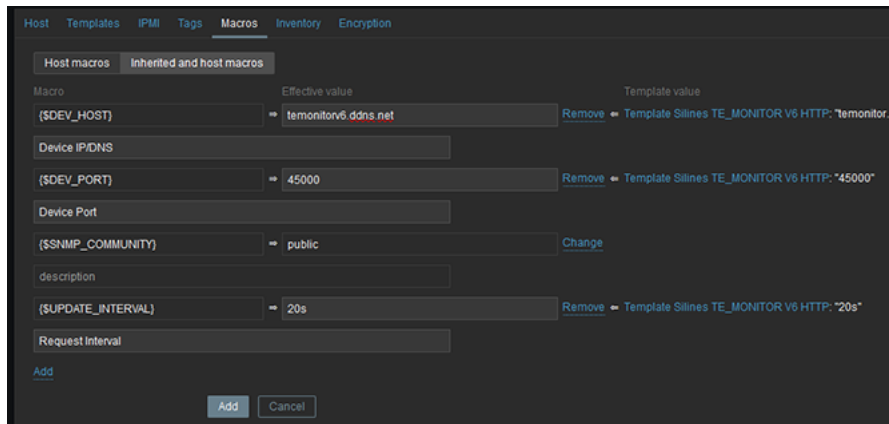 Host Templates IPMI Tags Macros Inventory Encryption
Host macros Inherited and host macros
Macro Effective value Template value
{$DEV_HOST} ⇒ temonitorv6.ddns.net Remove ⇐ Template Silines TE_MONITOR V6 HTTP: "temonitor.
Device IP/DNS
{$DEV_PORT} ⇒ 45000 Remove ⇐ Template Silines TE_MONITOR V6 HTTP: "45000"
Device Port
{$SNMP_COMMUNITY} ⇒ public Change
description
{$UPDATE_INTERVAL} ⇒ 20s Remove ⇐ Template Silines TE_MONITOR V6 HTTP: "20s"
Request Interval
Add
Add Cancel